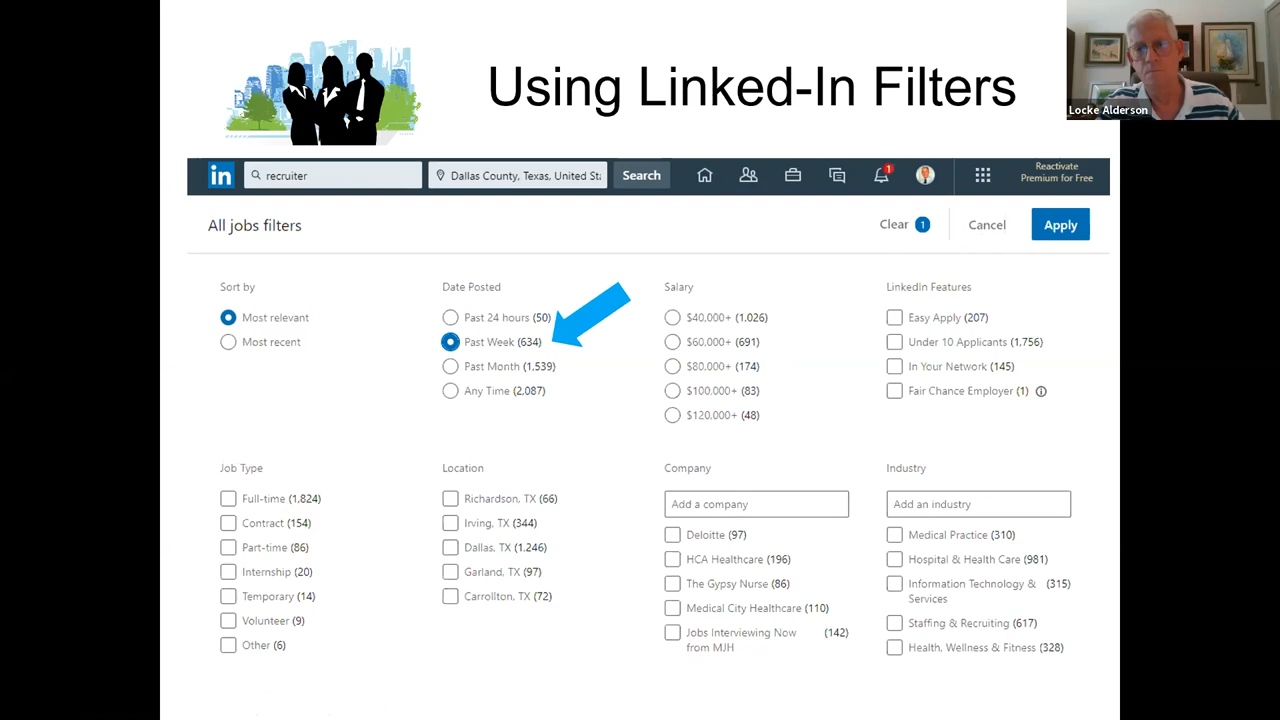 Using Linked-In Filters
Locke Alderson
in
recruiter
Dallas County, Texas, United Sta
Search
1
Reactivate
Premium for Free
All jobs filters
Clear 1
Cancel
Apply
Sort by
Most relevant
Most recent
Date Posted
Past 24 hours (50)
Past Week (634)
Past Month (1,539)
Any Time (2,087)
Salary
$40,000+ (1,026)
$60,000+ (691)
$80,000+ (174)
$100,000+ (83)
$120,000+ (48)
LinkedIn Features
Easy Apply (207)
Under 10 Applicants (1,756)
In Your Network (145)
Fair Chance Employer (1)
Job Type
Full-time (1,824)
Contract (154)
Part-time (86)
Internship (20)
Temporary (14)
Volunteer (9)
Other (6)
Location
Richardson, TX (66)
Irving, TX (344)
Dallas, TX (1,246)
Garland, TX (97)
Carrollton, TX (72)
Company
Add a company
Deloitte (97)
HCA Healthcare (196)
The Gypsy Nurse (86)
Medical City Healthcare (110)
Jobs Interviewing Now (142)
from MJH
Industry
Add an industry
Medical Practice (310)
Hospital & Health Care (981)
Information Technology & (315)
Services
Staffing & Recruiting (617)
Health, Wellness & Fitness (328)